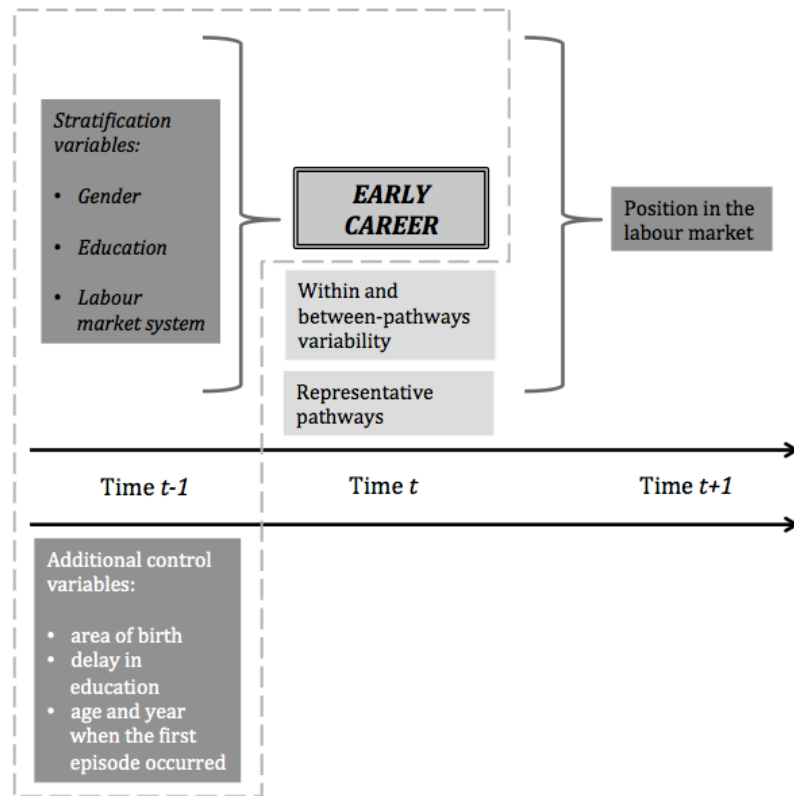 Stratification
variables:
• Gender
• Education
• Labour
market system
EARLY
CAREER
Within and
between-pathways
variability
Representative
pathways
Position in the
labour market
Time t-1
Time t
Time t+1
Additional control
variables:
• area of birth
• delay in
education
• age and year
when the first
episode occurred